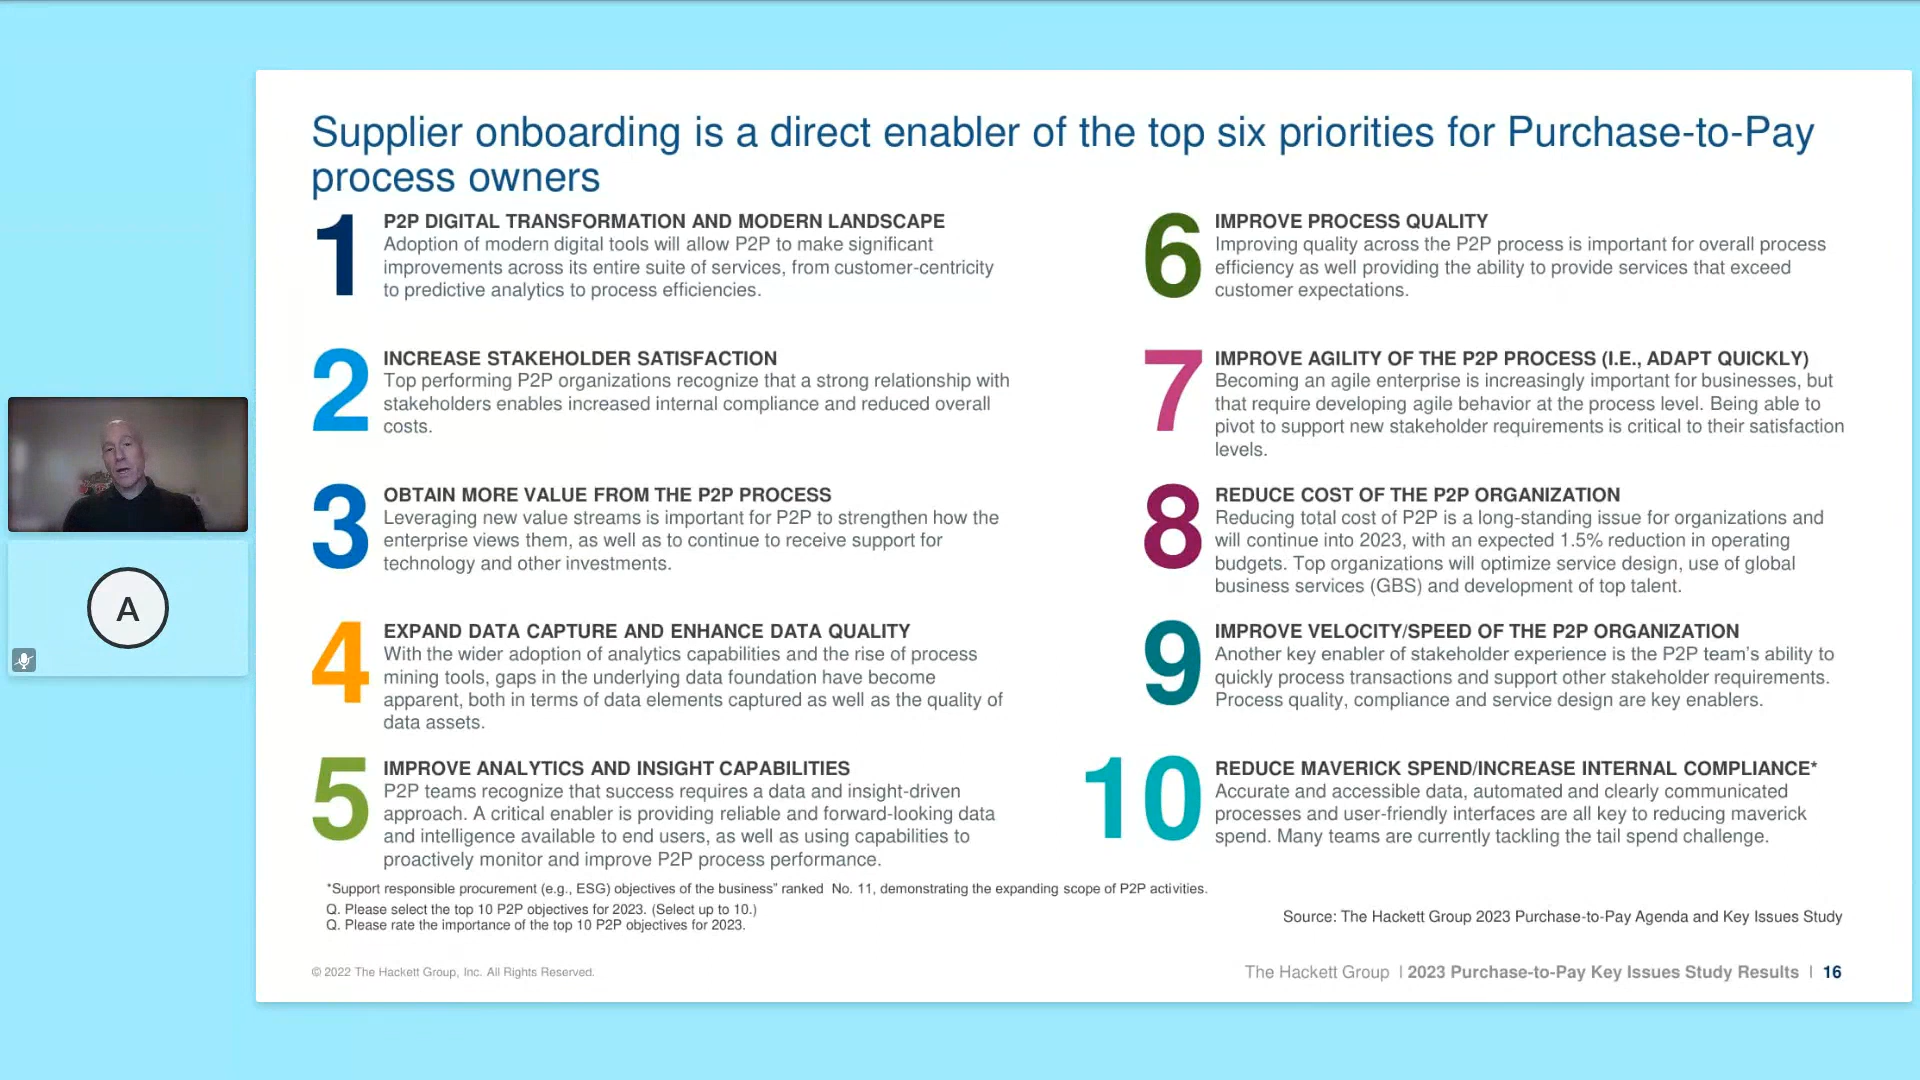 Supplier onboarding is a direct enabler of the top six priorities for Purchase-to-Pay
process owners
1
P2P DIGITAL TRANSFORMATION AND MODERN LANDSCAPE
Adoption of modern digital tools will allow P2P to make significant
improvements across its entire suite of services, from customer-centricity
to predictive analytics to process efficiencies.
2
INCREASE STAKEHOLDER SATISFACTION
Top performing P2P organizations recognize that a strong relationship with
stakeholders enables increased internal compliance and reduced overall
costs.
3
OBTAIN MORE VALUE FROM THE P2P PROCESS
Leveraging new value streams is important for P2P to strengthen how the
enterprise views them, as well as to continue to receive support for
technology and other investments.
4
EXPAND DATA CAPTURE AND ENHANCE DATA QUALITY
With the wider adoption of analytics capabilities and the rise of process
mining tools, gaps in the underlying data foundation have become
apparent, both in terms of data elements captured as well as the quality of
data assets.
5
IMPROVE ANALYTICS AND INSIGHT CAPABILITIES
P2P teams recognize that success requires a data and insight-driven
approach. A critical enabler is providing reliable and forward-looking data
and intelligence available to end users, as well as using capabilities to
proactively monitor and improve P2P process performance.
6
IMPROVE PROCESS QUALITY
Improving quality across the P2P process is important for overall process
efficiency as well providing the ability to provide services that exceed
customer expectations.
7
IMPROVE AGILITY OF THE P2P PROCESS (I.E., ADAPT QUICKLY)
Becoming an agile enterprise is increasingly important for businesses, but
that require developing agile behavior at the process level. Being able to
pivot to support new stakeholder requirements is critical to their satisfaction
levels.
8
REDUCE COST OF THE P2P ORGANIZATION
Reducing total cost of P2P is a long-standing issue for organizations and
will continue into 2023, with an expected 1.5% reduction in operating
budgets. Top organizations will optimize service design, use of global
business services (GBS) and development of top talent.
9
IMPROVE VELOCITY/SPEED OF THE P2P ORGANIZATION
Another key enabler of stakeholder experience is the P2P team's ability to
quickly process transactions and support other stakeholder requirements.
Process quality, compliance and service design are key enablers.
10
REDUCE MAVERICK SPEND/INCREASE INTERNAL COMPLIANCE*
Accurate and accessible data, automated and clearly communicated
processes and user-friendly interfaces are all key to reducing maverick
spend. Many teams are currently tackling the tail spend challenge.
*Support responsible procurement (e.g., ESG) objectives of the business" ranked No. 11, demonstrating the expanding scope of P2P activities.
Q. Please select the top 10 P2P objectives for 2023. (Select up to 10.)
Q. Please rate the importance of the top 10 P2P objectives for 2023.
Source: The Hackett Group 2023 Purchase-to-Pay Agenda and Key Issues Study
© 2022 The Hackett Group, Inc. All Rights Reserved.
The Hackett Group | 2023 Purchase-to-Pay Key Issues Study Results | 16
A